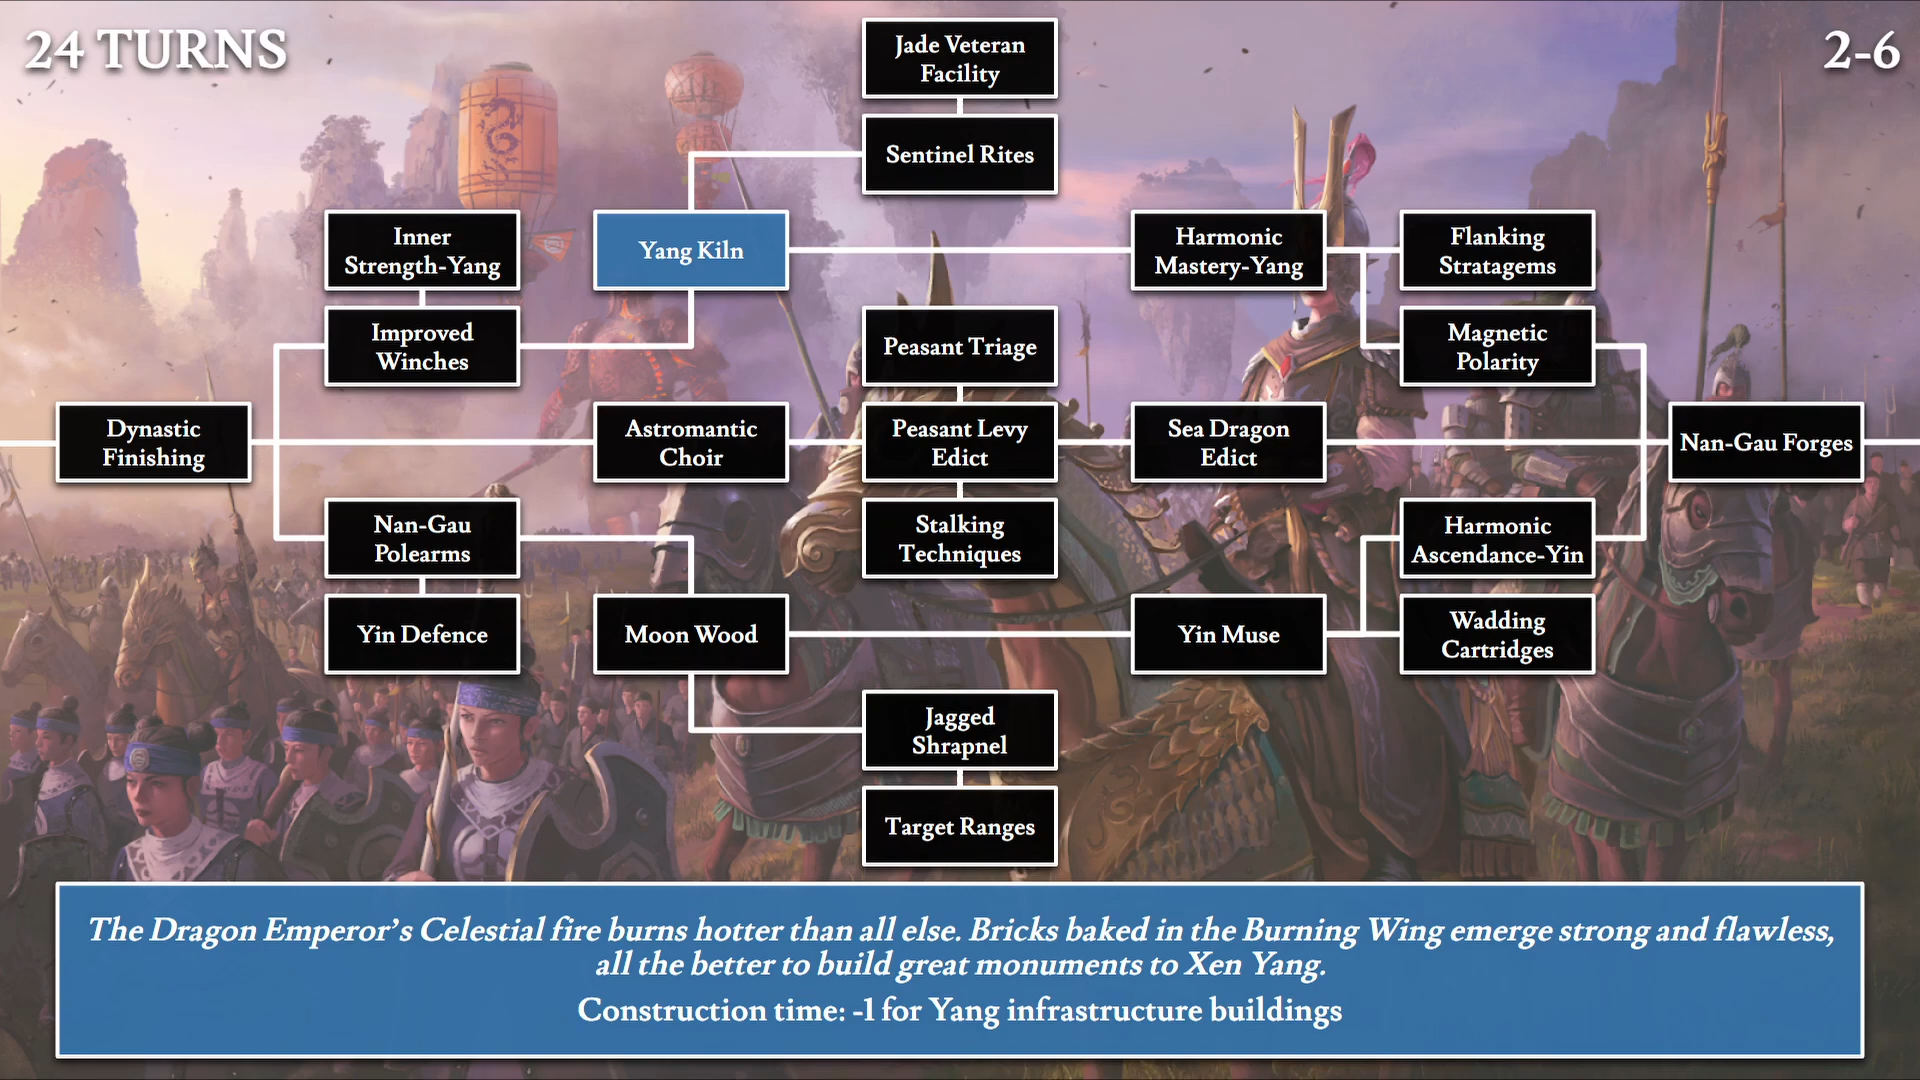 24 TURNS
2-6
Jade Veteran
Facility
Sentinel Rites
Inner
Strength-Yang
Yang Kiln
Harmonic
Mastery-Yang
Flanking
Stratagems
Improved
Winches
Peasant Triage
Magnetic
Polarity
Dynastic
Finishing
Astromantic
Choir
Peasant Levy
Edict
Sea Dragon
Edict
Nan-Gau Forges
Nan-Gau
Polearms
Stalking
Techniques
Harmonic
Ascendance-Yin
Yin Defence
Moon Wood
Yin Muse
Wadding
Cartridges
Jagged
Shrapnel
Target Ranges
The Dragon Emperor's Celestial fire burns hotter than all else. Bricks baked in the Burning Wing emerge strong and flawless,
all the better to build great monuments to Xen Yang.
Construction time: -1 for Yang infrastructure buildings